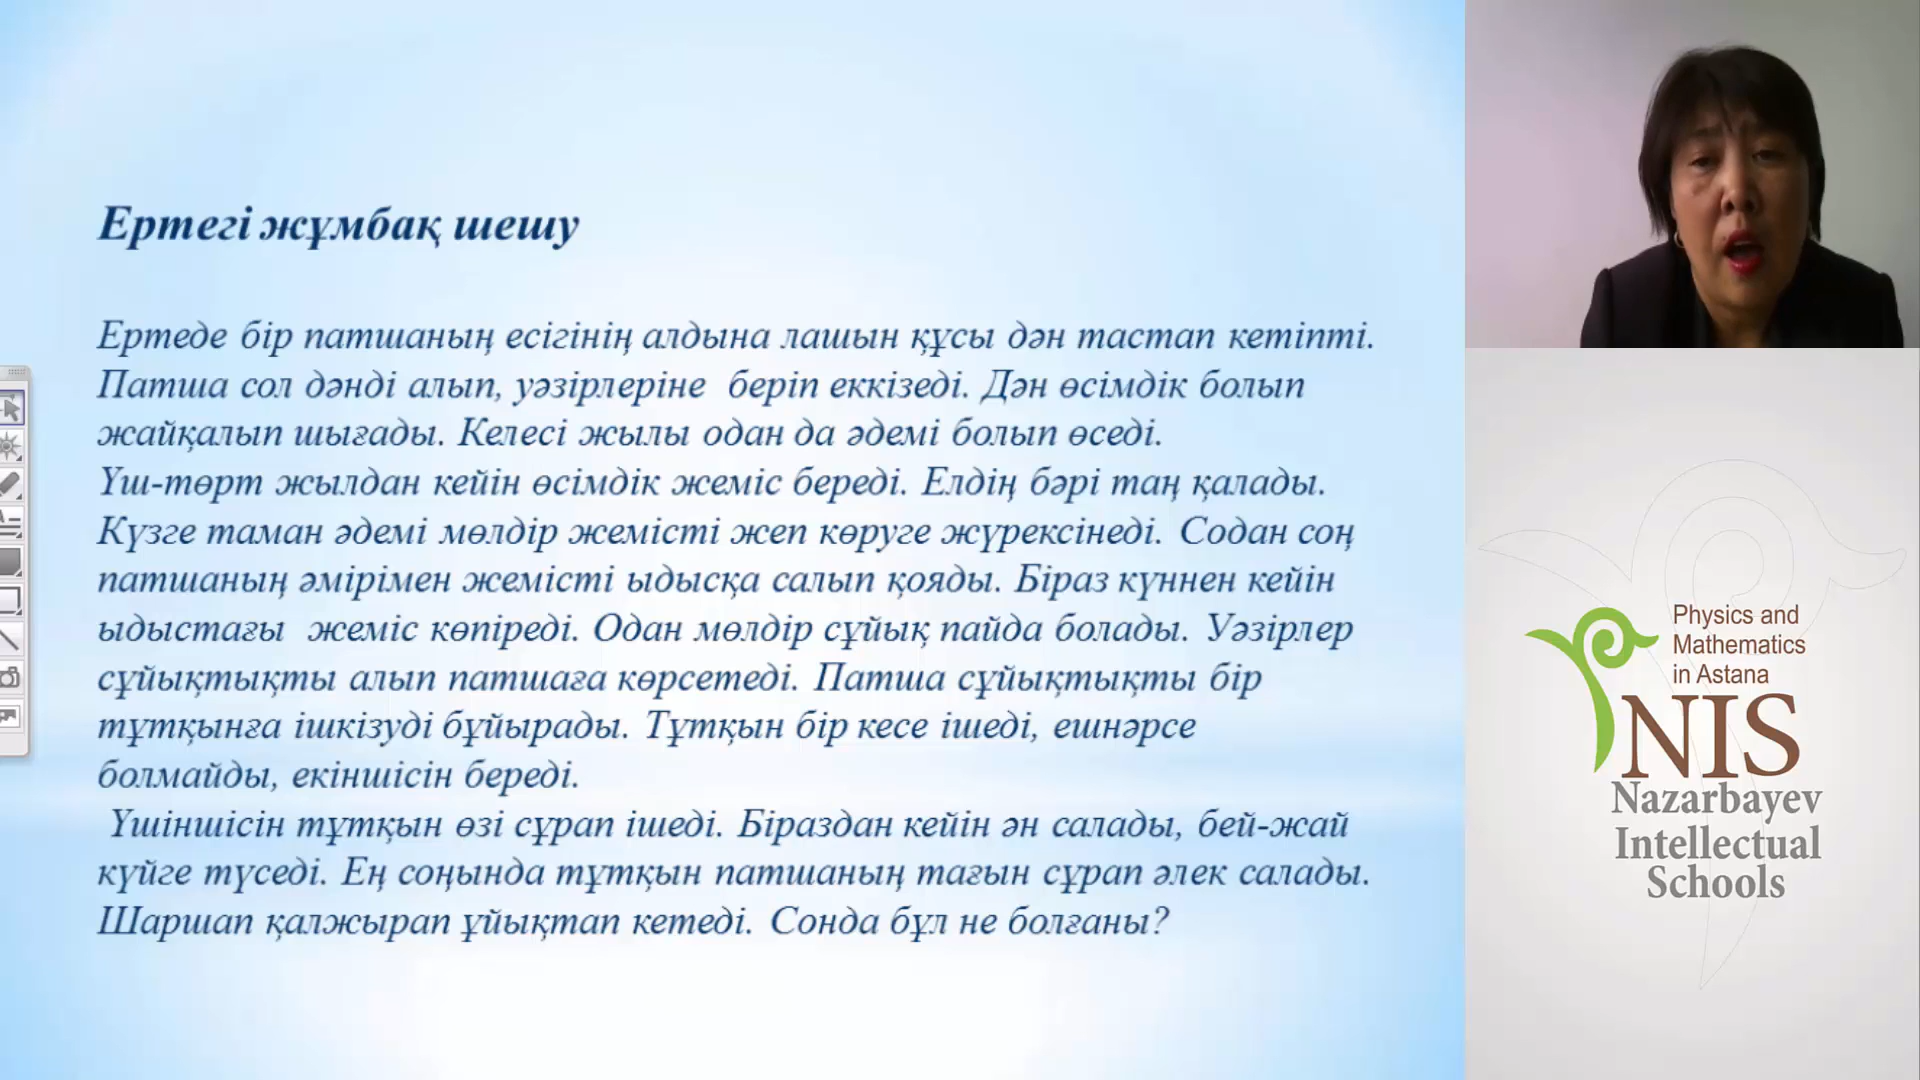 Ертегі жұмбақ шешу
Ертеде бір патшаның есігінің алдына лашын құсы дән тастап кетіпті.
Патша сол дәнді алып, уәзірлеріне беріп еккізеді. Дән өсімдік болып
жайқалып шығады. Келесі жылы одан да әдемі болып өседі.
Үш-төрт жылдан кейін өсімдік жеміс береді. Елдің бәрі таң қалады.
Күзге таман әдемі мөлдір жемісті жеп көруге жүрексінеді. Содан соң
патшаның әмірімен жемісті ыдысқа салып қояды. Біраз күннен кейін
ыдыстағы жеміс көпіреді. Одан мөлдір сұйық пайда болады. Уәзірлер
сұйықтықты алып патшаға көрсетеді. Патша сұйықтықты бір
тұтқынға ішкізуді бұйырады. Тұтқын бір кесе ішеді, ешнәрсе
болмайды, екіншісін береді.
Үшіншісін тұтқын өзі сұрап ішеді. Біраздан кейін ән салады, бей-жай
күйге түседі. Ең соңында тұтқын патшаның тағын сұрап әлек салады.
Шаршап қалжырап ұйықтап кетеді. Сонда бұл не болғаны?
Physics and
Mathematics
in Astana
NIS
Nazarbayev
Intellectual
Schools